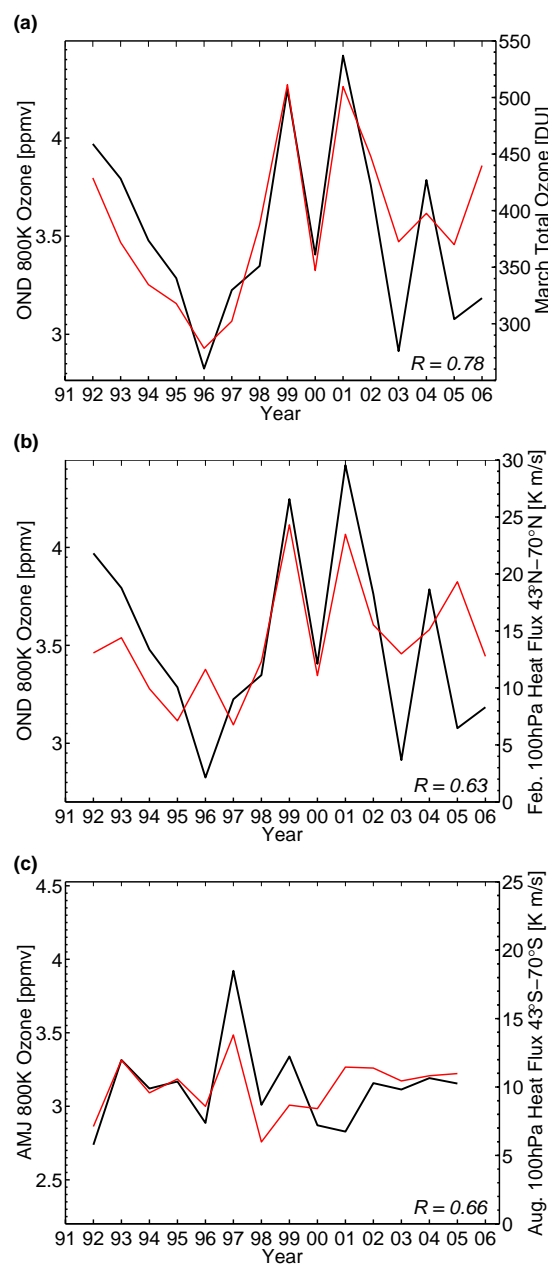 (a)
550
500
450
400
350
300
4
3.5
3
OND 800K Ozone [ppmv]
March Total Ozone [DU]
R = 0.78
91 92 93 94 95 96 97 98 99 00 01 02 03 04 05 06
Year
(b)
30
25
20
15
10
5
0
4
3.5
3
OND 800K Ozone [ppmv]
Feb. 100hPa Heat Flux 43°N−70°N [K m/s]
R = 0.63
91 92 93 94 95 96 97 98 99 00 01 02 03 04 05 06
Year
(c)
25
20
15
10
5
0
4.5
4
3.5
3
2.5
AMJ 800K Ozone [ppmv]
Aug. 100hPa Heat Flux 43°S−70°S [K m/s]
R = 0.66
91 92 93 94 95 96 97 98 99 00 01 02 03 04 05 06
Year